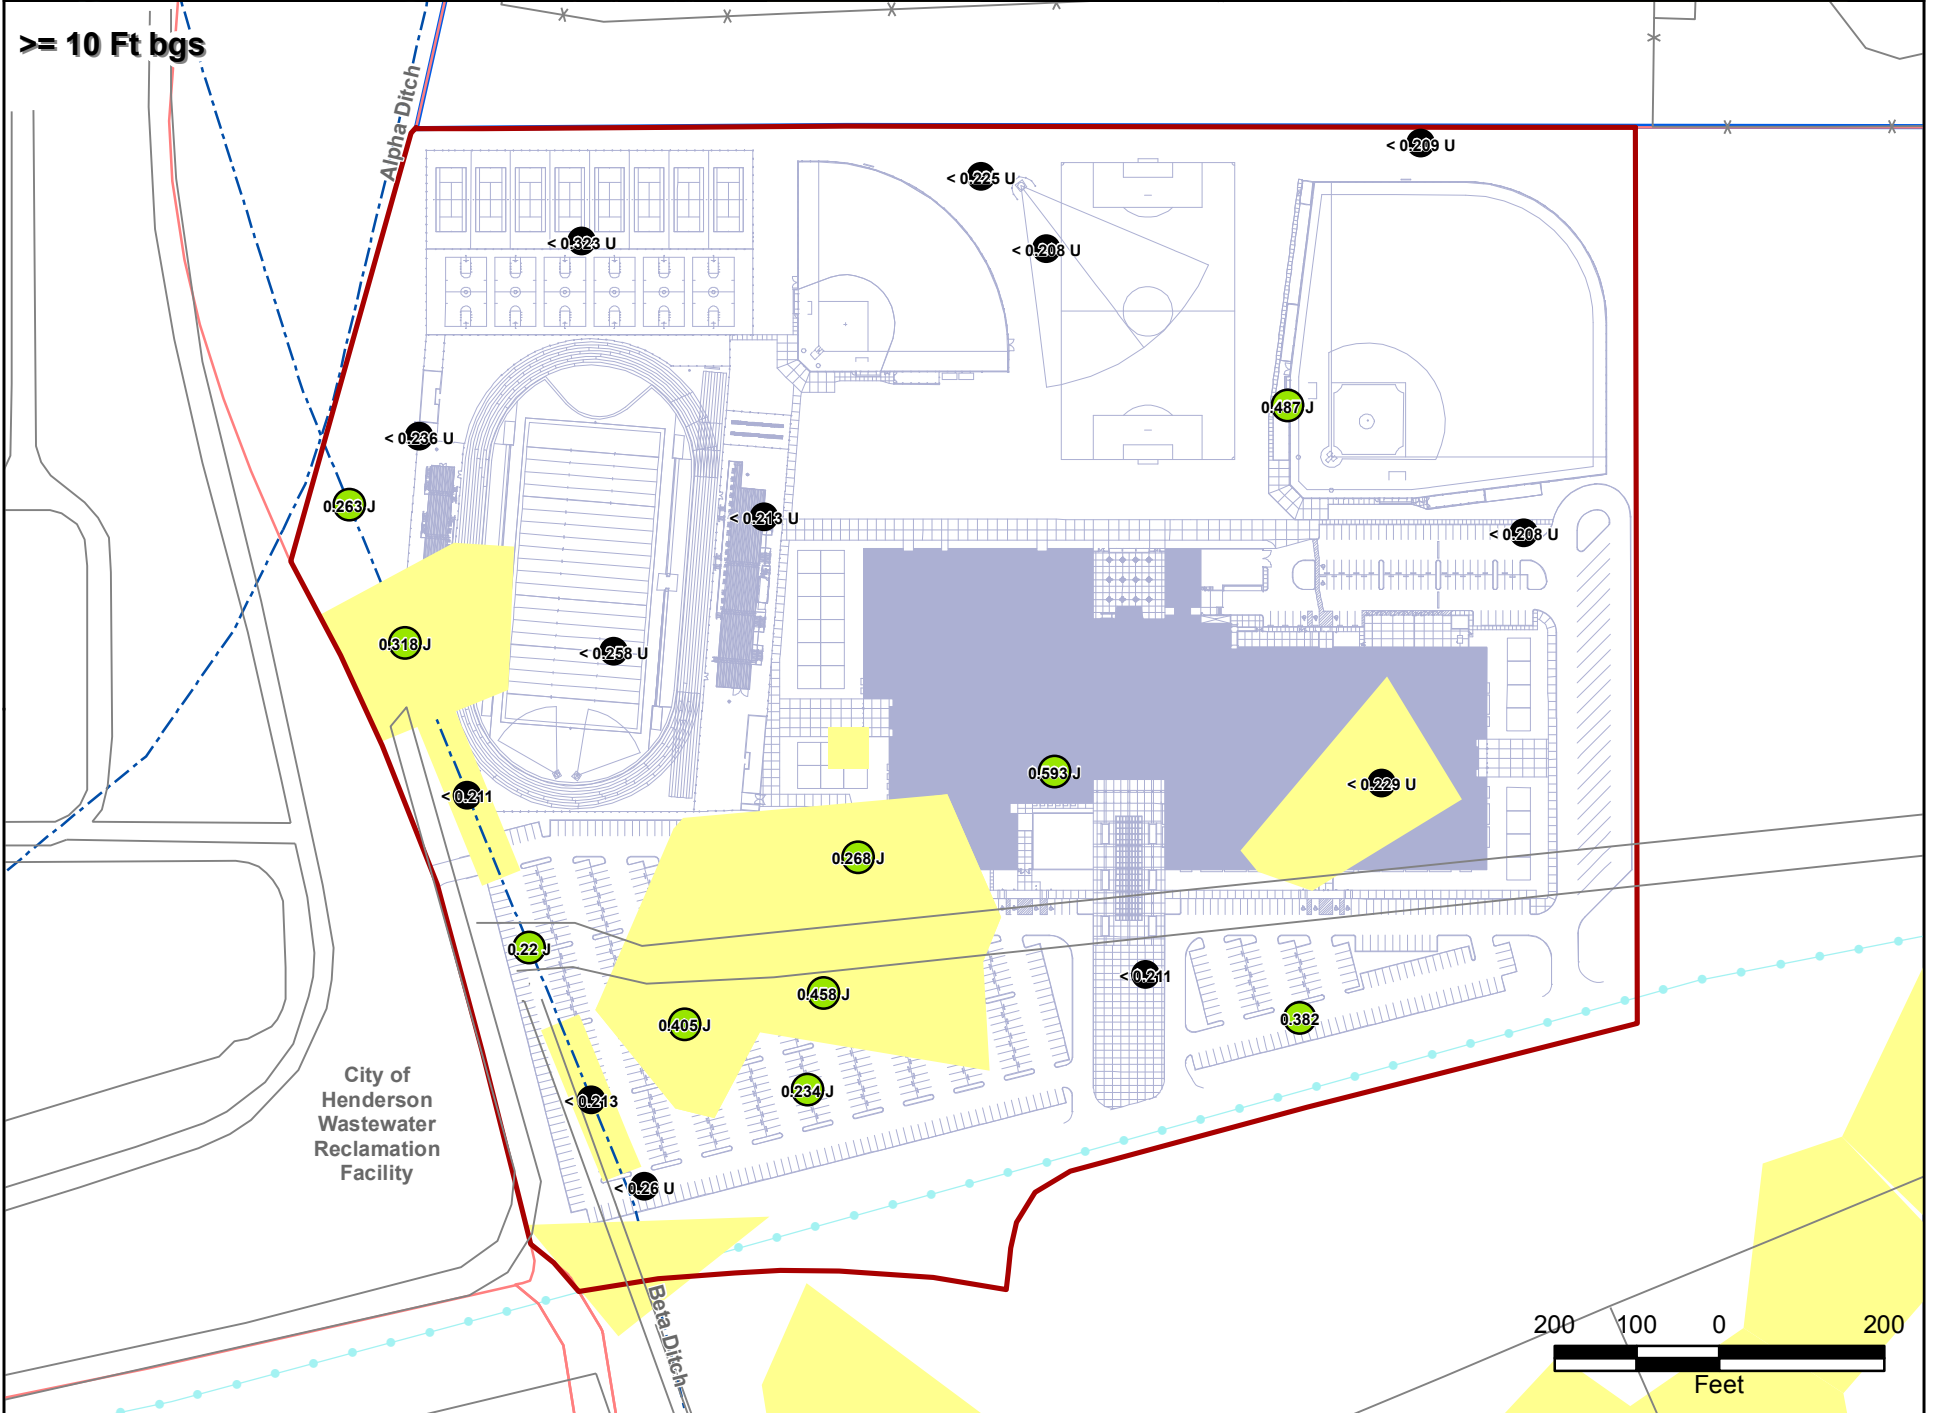 >= 10 Ft bgs
Alpha Ditch
< 0.209 U
< 0.225 U
< 0.323 U
< 0.208 U
0.487 J
< 0.236 U
0.263 J
< 0.213 U
< 0.208 U
0.318 J
< 0.258 U
0.593 J
< 0.229 U
< 0.211
0.268 J
0.22 J
< 0.211
0.458 J
0.405 J
0.382
City of
Henderson
Wastewater
Reclamation
Facility
0.234 J
< 0.213
< 0.26 U
Beta Ditch
200 100 0 200
Feet